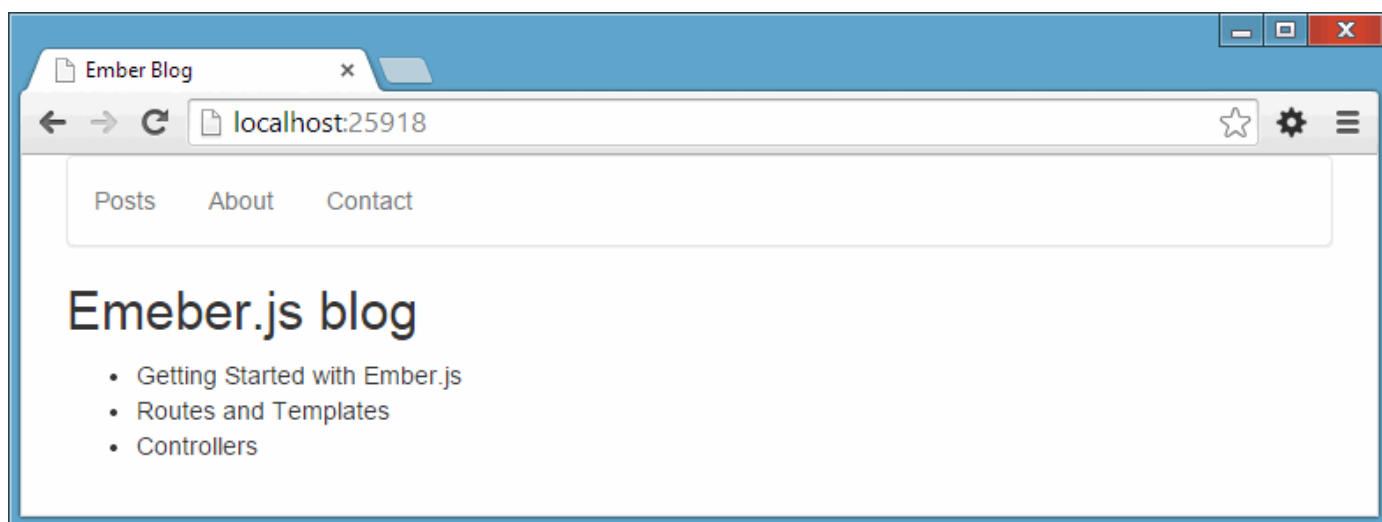 Ember Blog
localhost:25918
Posts About Contact
Emeber.js blog
Getting Started with Ember.js
Routes and Templates
Controllers